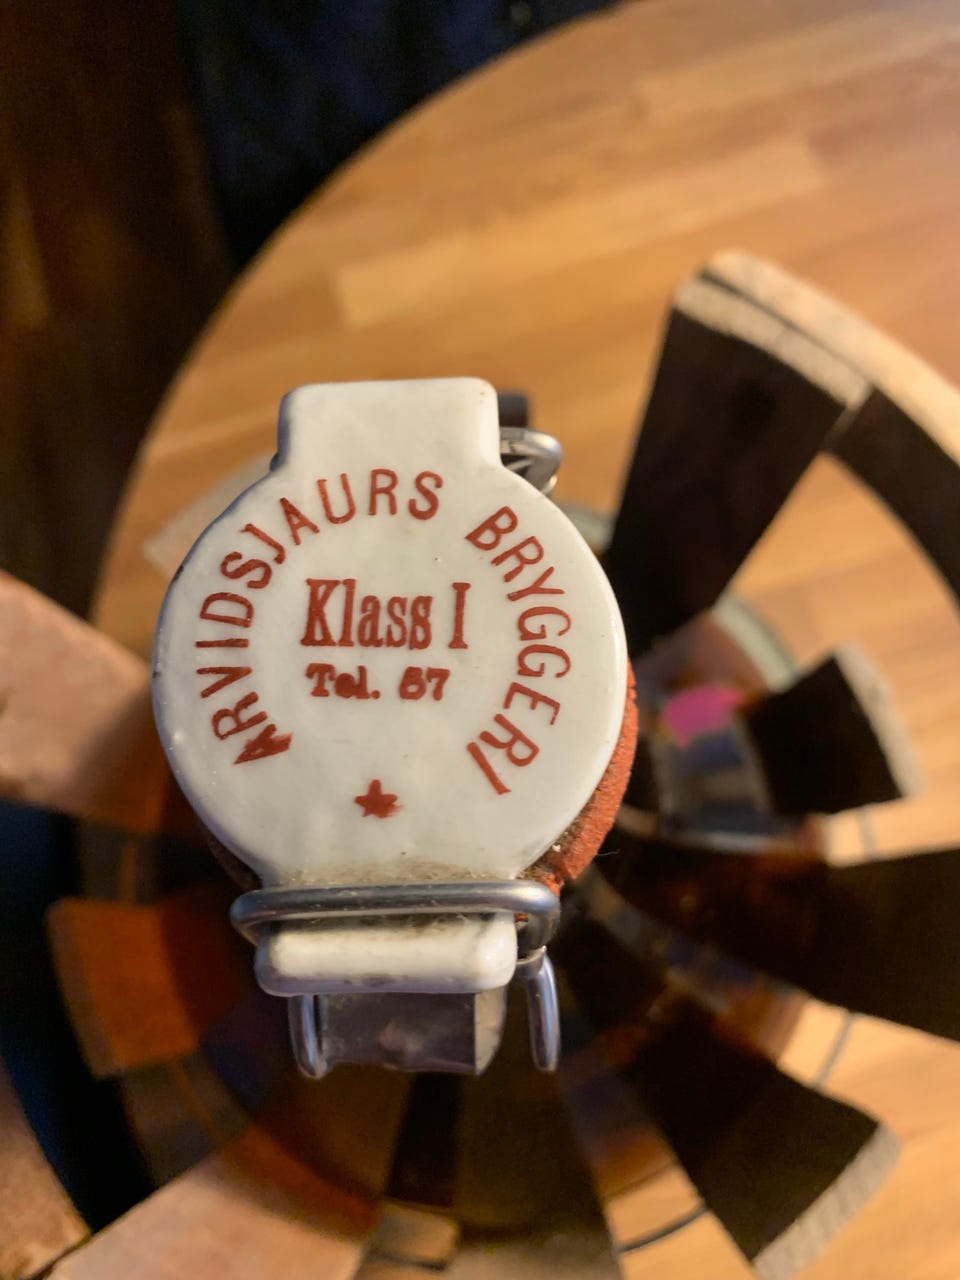 ARVIDSJAURS BRYGGERI
Klass I
Tel. 57